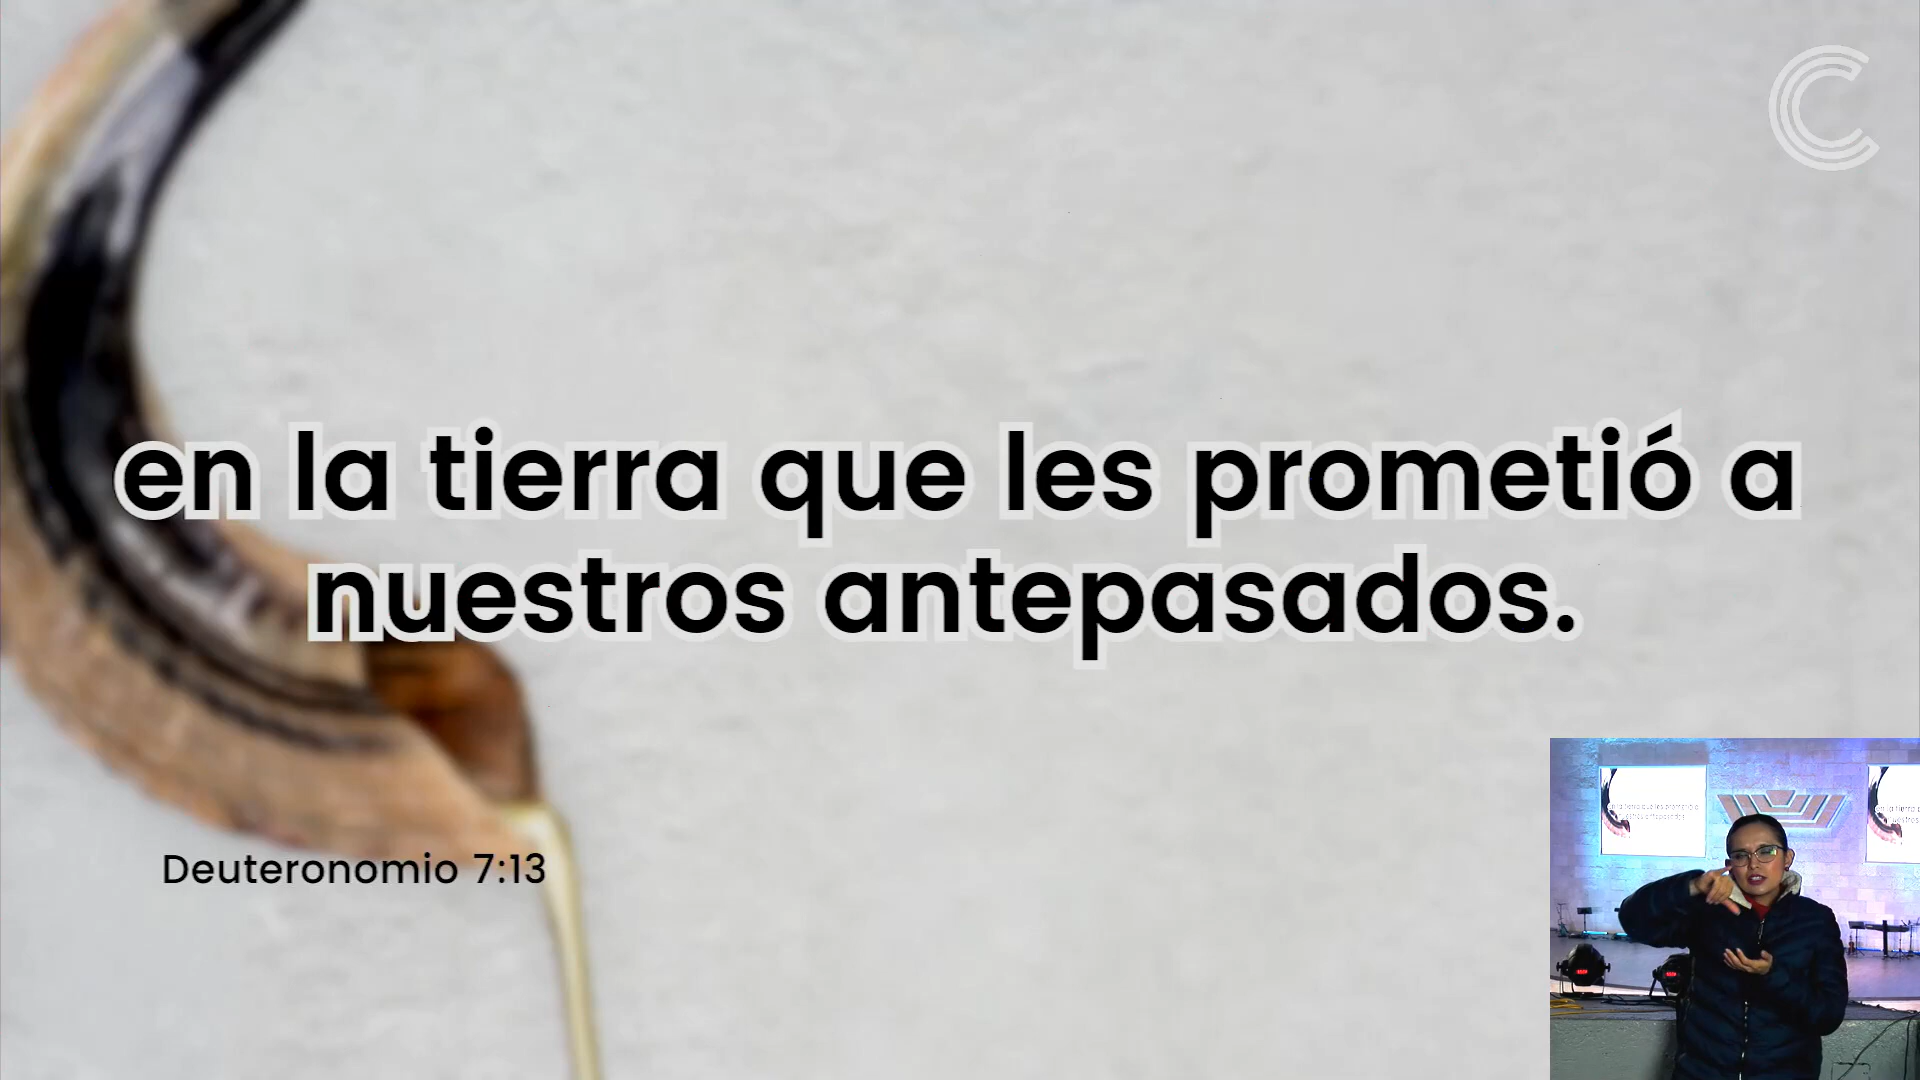 en la tierra que les prometió a
nuestros antepasados.
Deuteronomio 7:13